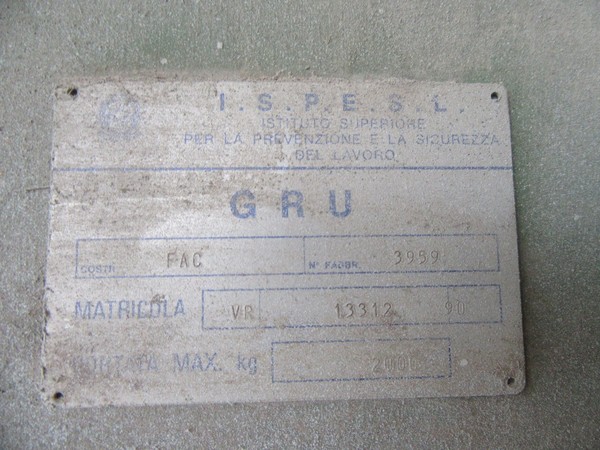 I.S.P.E.S.L.
ISTITUTO SUPERIORE
PER LA PREVENZIONE E LA SICUREZZA
DEL LAVORO
GRU
COSTR. FAC N° FABBR. 3959
MATRICOLA VR 13312 90
PORTATA MAX. kg 2000